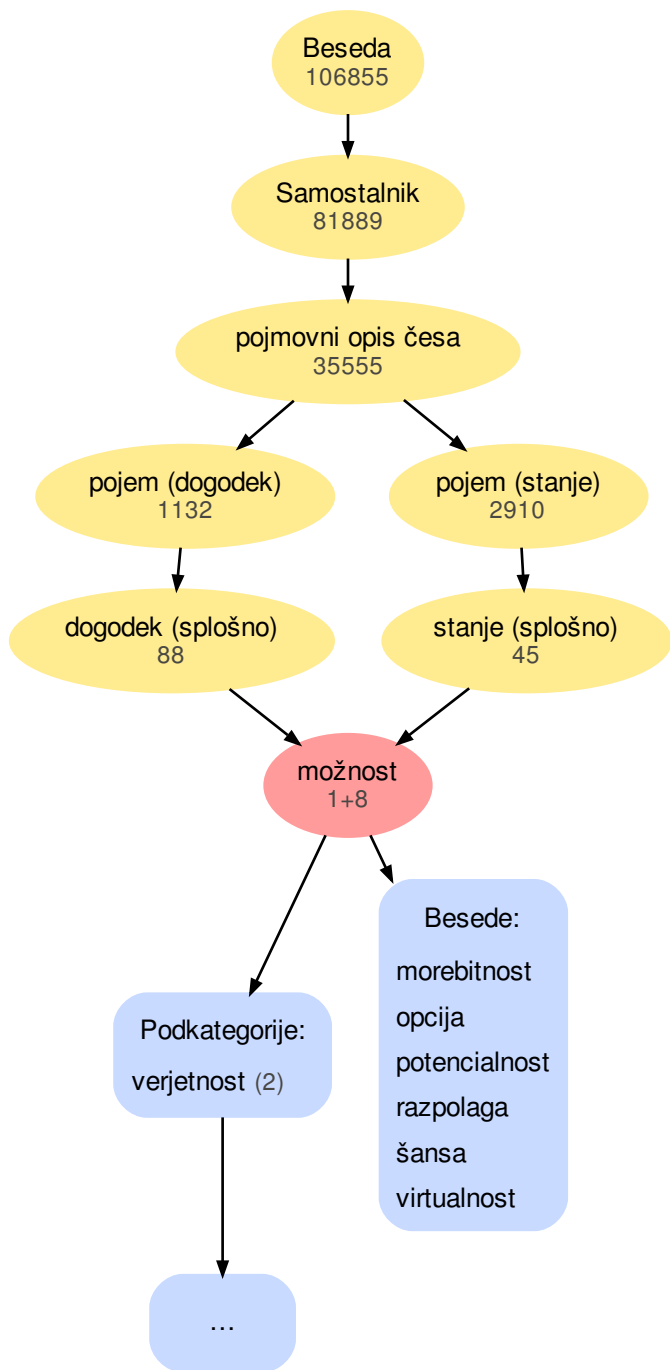 Beseda
106855
Samostalnik
81889
pojmovni opis česa
35555
pojem (dogodek)
1132
pojem (stanje)
2910
dogodek (splošno)
88
stanje (splošno)
45
možnost
1+8
Besede:
morebitnost
opcija
potencialnost
razpolaga
šansa
virtualnost
Podkategorije:
verjetnost (2)
…